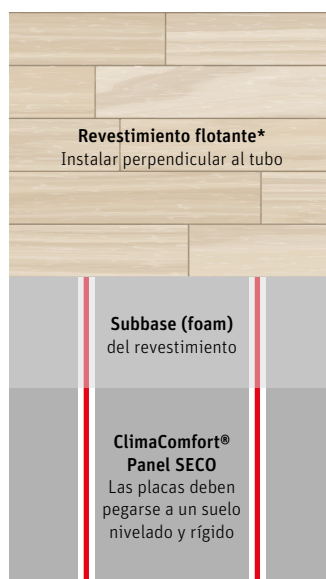 Revestimiento flotante*
Instalar perpendicular al tubo
Subbase (foam)
del revestimiento
ClimaComfort®
Panel SECO
Las placas deben
pegarse a un suelo
nivelado y rígido